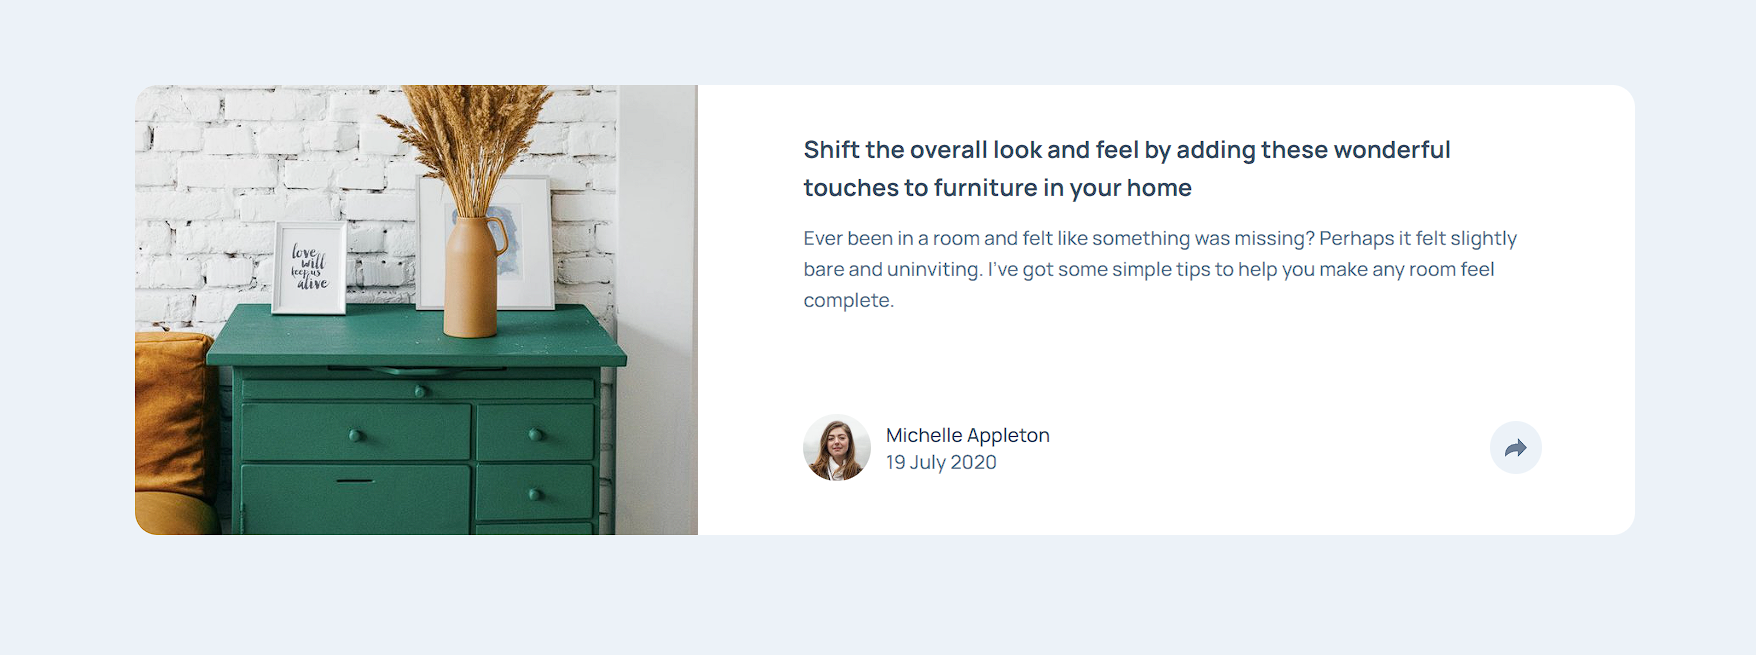 love
will
keep us
alive
Shift the overall look and feel by adding these wonderful
touches to furniture in your home
Ever been in a room and felt like something was missing? Perhaps it felt slightly
bare and uninviting. I’ve got some simple tips to help you make any room feel
complete.
Michelle Appleton
19 July 2020